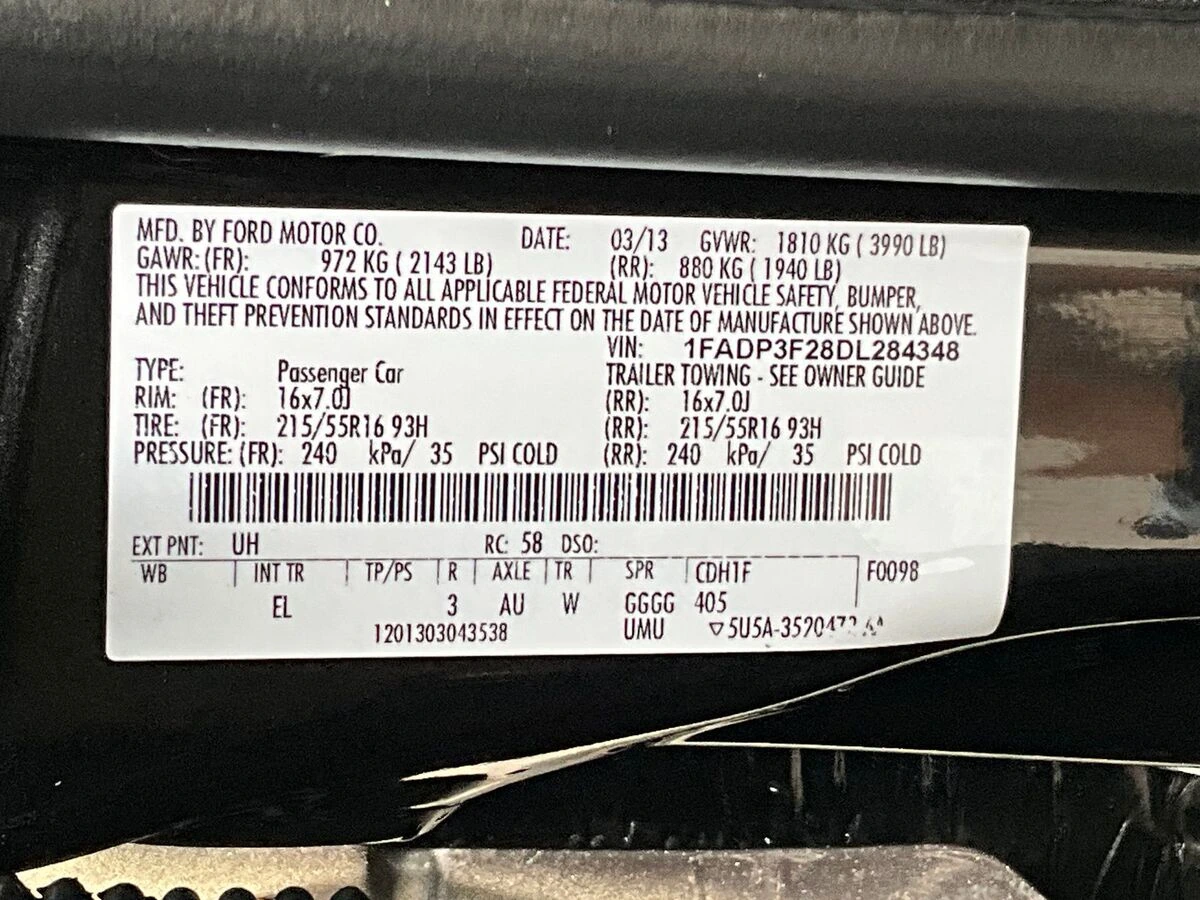 MFD. BY FORD MOTOR CO. DATE: 03/13 GVWR: 1810 KG ( 3990 LB)
GAWR: (FR): 972 KG ( 2143 LB) (RR): 880 KG ( 1940 LB)
THIS VEHICLE CONFORMS TO ALL APPLICABLE FEDERAL MOTOR VEHICLE SAFETY, BUMPER,
AND THEFT PREVENTION STANDARDS IN EFFECT ON THE DATE OF MANUFACTURE SHOWN ABOVE.
VIN: 1FADP3F28DL284348
TYPE: Passenger Car TRAILER TOWING - SEE OWNER GUIDE
RIM: (FR): 16x7.0J (RR): 16x7.0J
TIRE: (FR): 215/55R16 93H (RR): 215/55R16 93H
PRESSURE: (FR): 240 kPa/ 35 PSI COLD (RR): 240 kPa/ 35 PSI COLD
EXT PNT: UH RC: 58 DSO:
WB INT TR TP/PS R AXLE TR SPR CDH1F F0098
EL 3 AU W GGGG 405
1201303043538 UMU